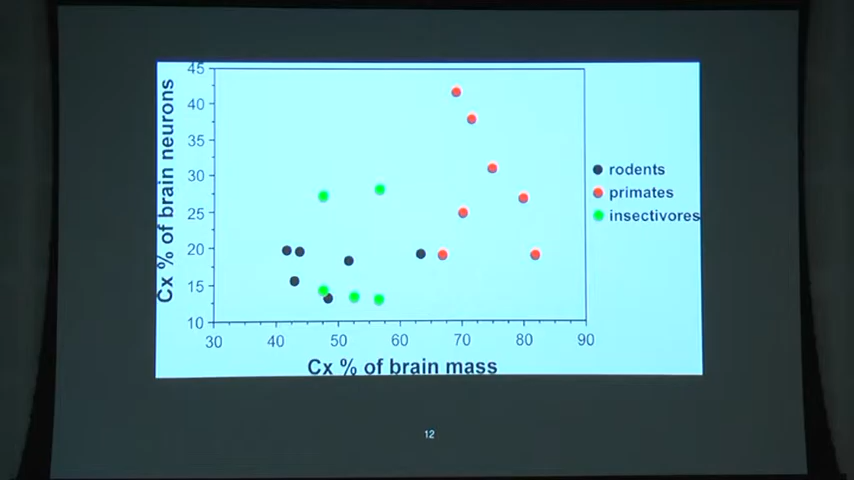 45
40
35
30
25
20
15
10
Cx % of brain neurons
30 40 50 60 70 80 90
Cx % of brain mass
rodents
primates
insectivores
12